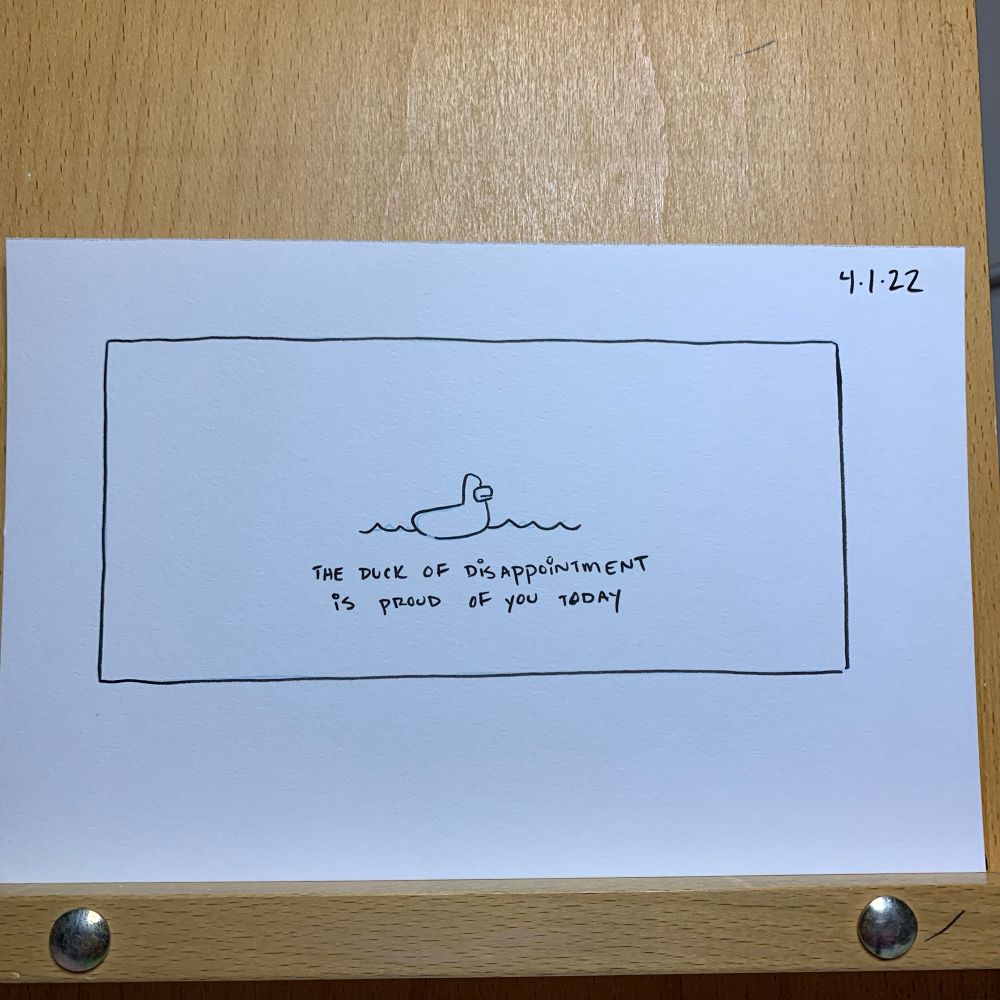 4.1.22
THE DUCK OF DISAPPOINTMENT
IS PROUD OF YOU TODAY